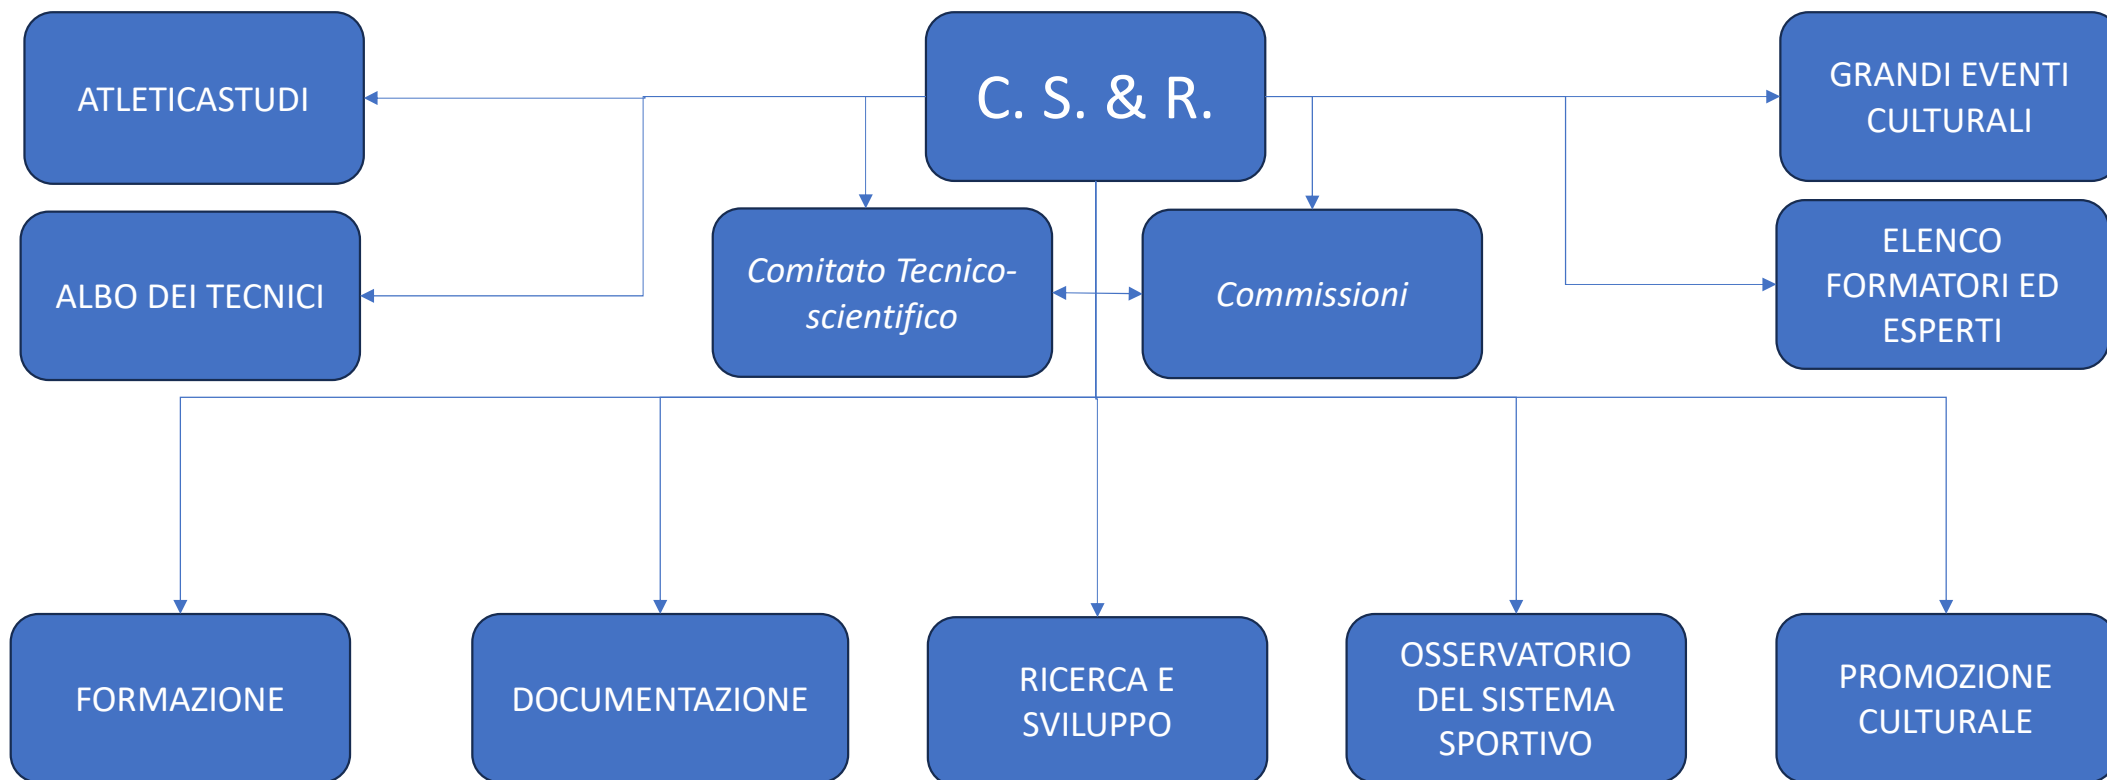 ATLETICASTUDI
C. S. & R.
GRANDI EVENTI
CULTURALI
ALBO DEI TECNICI
Comitato Tecnico-
scientifico
Commissioni
ELENCO
FORMATORI ED
ESPERTI
FORMAZIONE
DOCUMENTAZIONE
RICERCA E
SVILUPPO
OSSERVATORIO
DEL SISTEMA
SPORTIVO
PROMOZIONE
CULTURALE